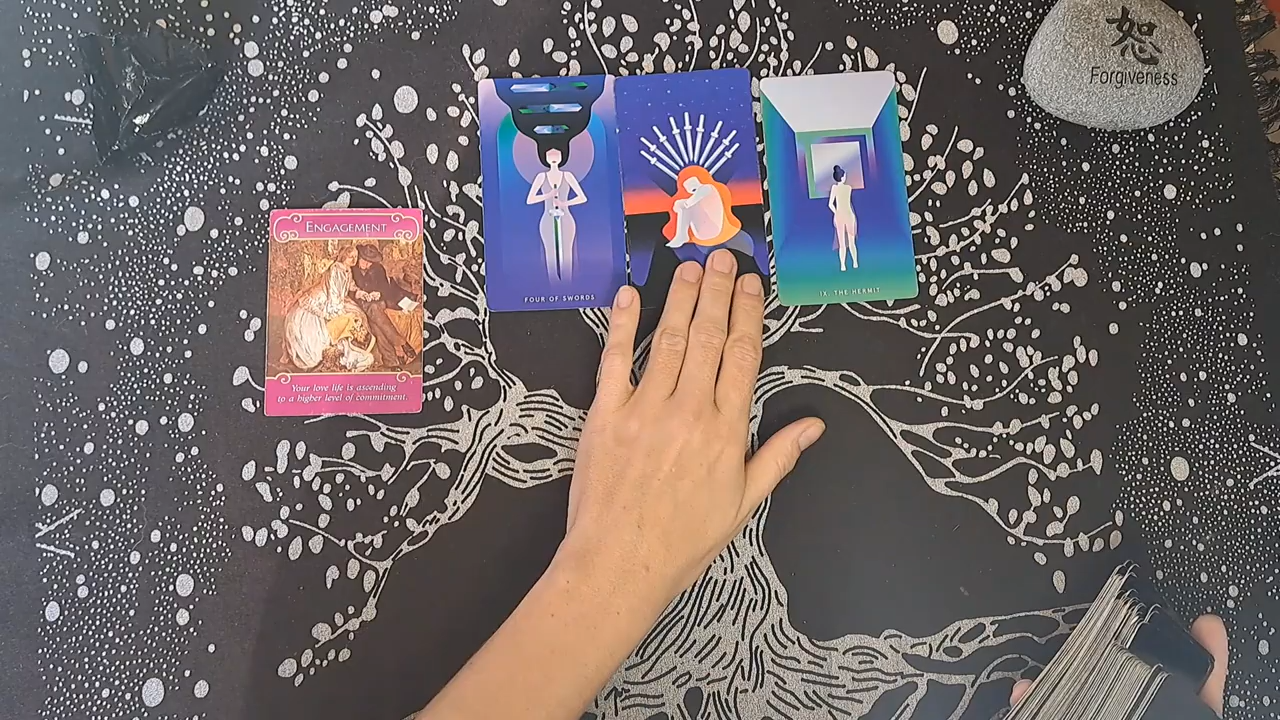 恕
Forgiveness
ENGAGEMENT
Your love life is ascending
to a higher level of commitment.
FOUR OF SWORDS
IX. THE HERMIT